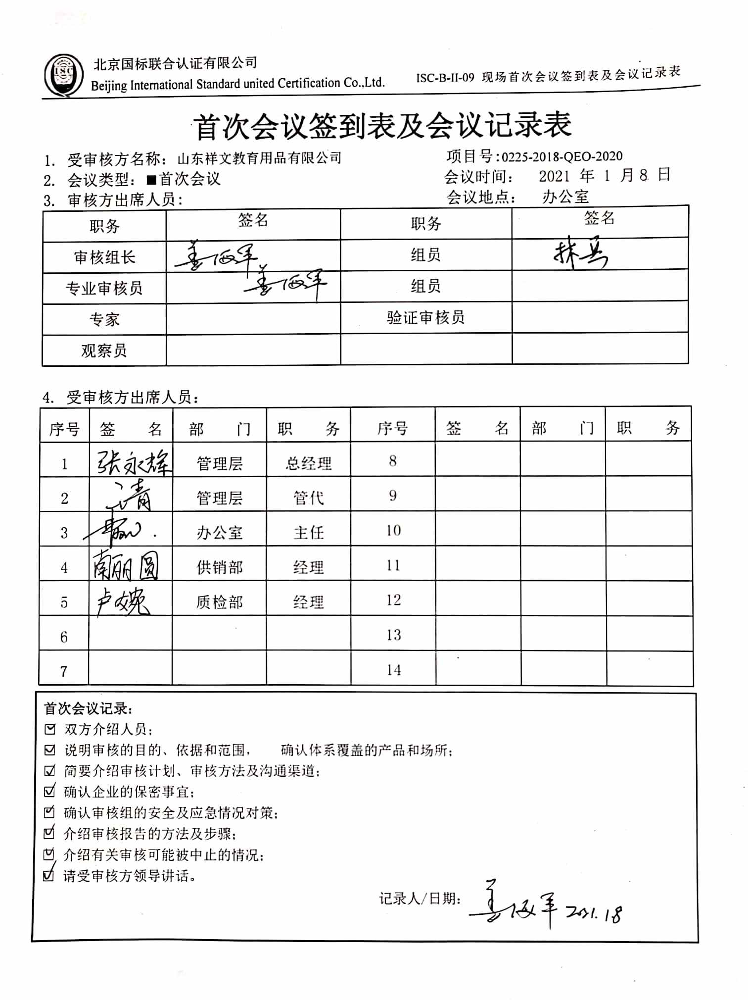 ISC
北京国标联合认证有限公司
Beijing International Standard united Certification Co.,Ltd.
ISC-B-II-09 现场首次会议签到表及会议记录表
首次会议签到表及会议记录表
1. 受审核方名称：山东祥文教育用品有限公司 项目号:0225-2018-QEO-2020
2. 会议类型：■首次会议 会议时间： 2021 年 1 月 8 日
3. 审核方出席人员： 会议地点： 办公室
职务 签名 职务 签名
审核组长 姜海军 组员
专业审核员 姜海军 组员
专家 验证审核员
观察员
4. 受审核方出席人员：
序号 签 名 部 门 职 务 序号 签 名 部 门 职 务
1 张永辉 管理层 总经理 8
2 管理层 管代 9
3 办公室 主任 10
4 南丽圆 供销部 经理 11
5 卢婉 质检部 经理 12
6 13
7 14
首次会议记录：
☑ 双方介绍人员；
☑ 说明审核的目的、依据和范围， 确认体系覆盖的产品和场所；
☑ 简要介绍审核计划、审核方法及沟通渠道；
☑ 确认企业的保密事宜；
☑ 确认审核组的安全及应急情况对策；
☑ 介绍审核报告的方法及步骤；
☑ 介绍有关审核可能被中止的情况；
☑ 请受审核方领导讲话。
记录人/日期： 姜海军 2021.1.8